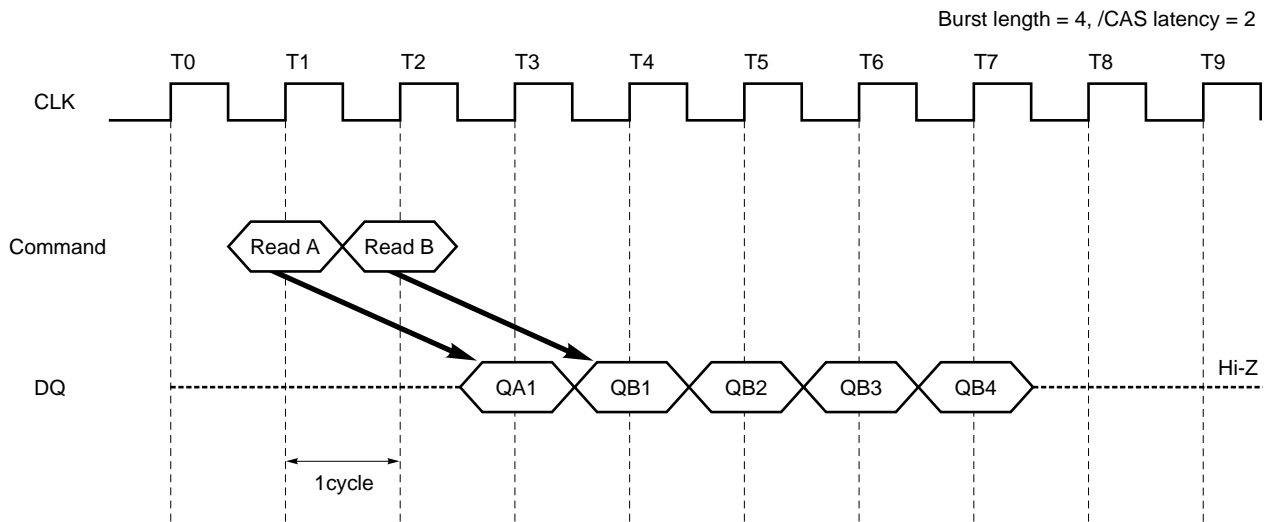 Burst length = 4, /CAS latency = 2
T0 T1 T2 T3 T4 T5 T6 T7 T8 T9
CLK
Command Read A Read B
Hi-Z
DQ QA1 QB1 QB2 QB3 QB4
1cycle